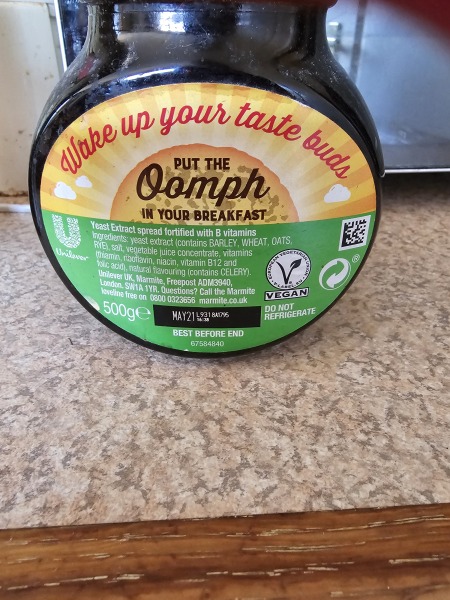 Wake up your taste buds
PUT THE
Oomph
IN YOUR BREAKFAST
Yeast Extract spread fortified with B vitamins
Ingredients: yeast extract (contains BARLEY, WHEAT, OATS,
RYE), salt, vegetable juice concentrate, vitamins
(thiamin, riboflavin, niacin, vitamin B12 and
folic acid), natural flavouring (contains CELERY).
Unilever UK, Marmite, Freepost ADM3940,
London, SW1A 1YR. Questions? Call the Marmite
loveline free on 0800 0323656 marmite.co.uk
Unilever
500g℮
MAY21 L9318A1795
BEST BEFORE END
67584840
VEGAN
DO NOT
REFRIGERATE
®